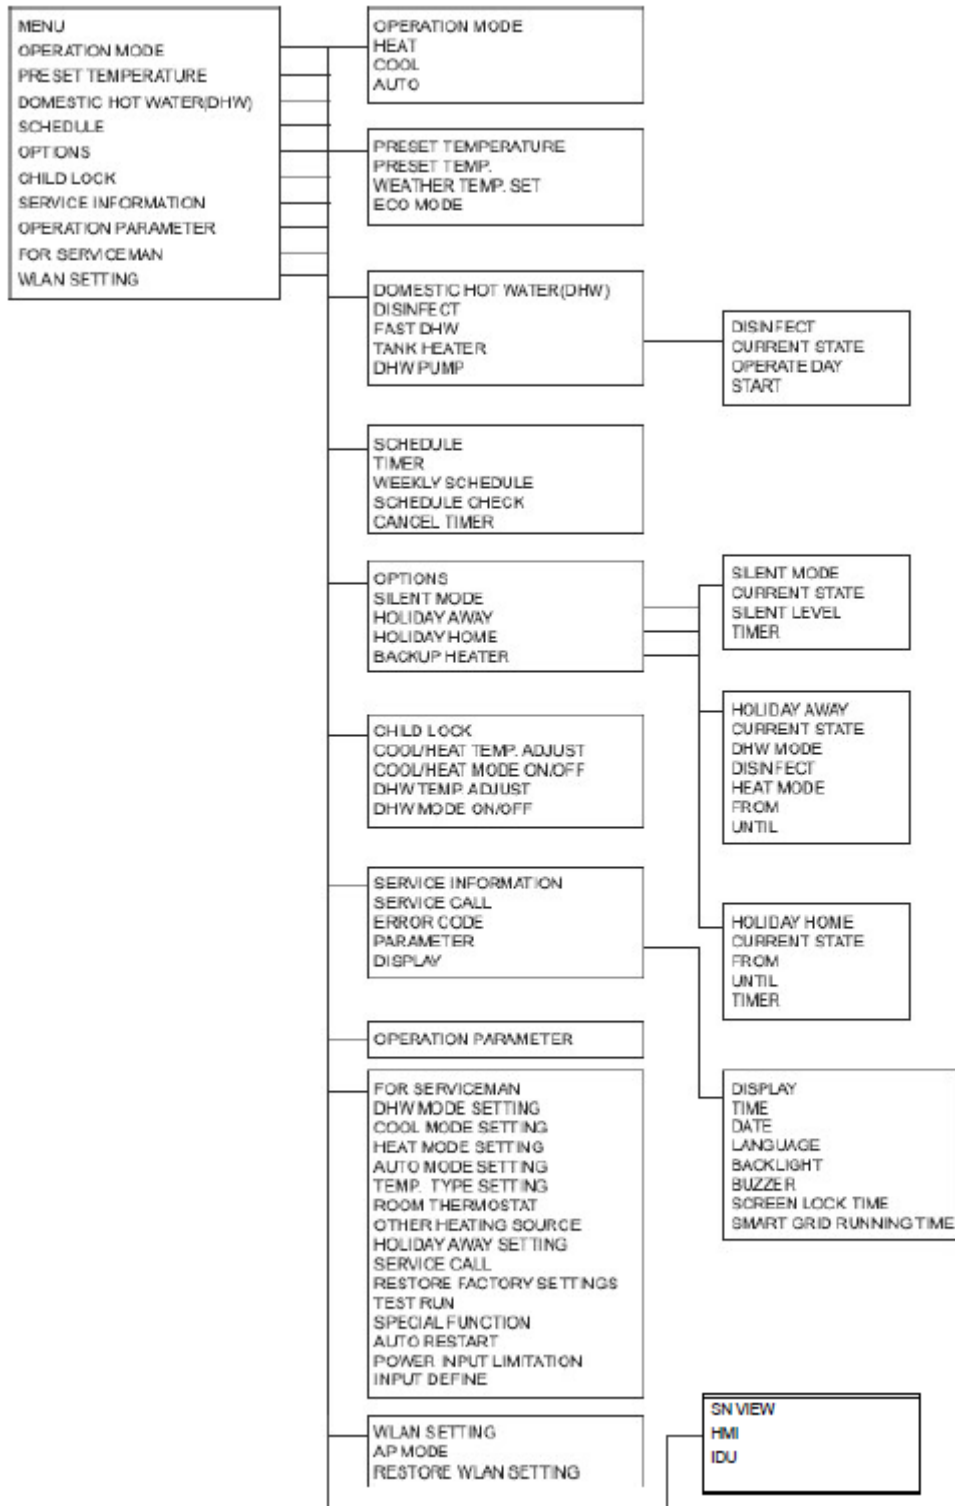 MENU
OPERATION MODE
PRESET TEMPERATURE
DOMESTIC HOT WATER(DHW)
SCHEDULE
OPTIONS
CHILD LOCK
SERVICE INFORMATION
OPERATION PARAMETER
FOR SERVICEMAN
WLAN SETTING
OPERATION MODE
HEAT
COOL
AUTO
PRESET TEMPERATURE
PRESET TEMP.
WEATHER TEMP. SET
ECO MODE
DOMESTIC HOT WATER(DHW)
DISINFECT
FAST DHW
TANK HEATER
DHW PUMP
DISINFECT
CURRENT STATE
OPERATE DAY
START
SCHEDULE
TIMER
WEEKLY SCHEDULE
SCHEDULE CHECK
CANCEL TIMER
OPTIONS
SILENT MODE
HOLIDAY AWAY
HOLIDAY HOME
BACKUP HEATER
SILENT MODE
CURRENT STATE
SILENT LEVEL
TIMER
HOLIDAY AWAY
CURRENT STATE
DHW MODE
DISINFECT
HEAT MODE
FROM
UNTIL
CHILD LOCK
COOL/HEAT TEMP. ADJUST
COOL/HEAT MODE ON/OFF
DHW TEMP. ADJUST
DHW MODE ON/OFF
SERVICE INFORMATION
SERVICE CALL
ERROR CODE
PARAMETER
DISPLAY
HOLIDAY HOME
CURRENT STATE
FROM
UNTIL
TIMER
OPERATION PARAMETER
FOR SERVICEMAN
DHW MODE SETTING
COOL MODE SETTING
HEAT MODE SETTING
AUTO MODE SETTING
TEMP. TYPE SETTING
ROOM THERMOSTAT
OTHER HEATING SOURCE
HOLIDAY AWAY SETTING
SERVICE CALL
RESTORE FACTORY SETTINGS
TEST RUN
SPECIAL FUNCTION
AUTO RESTART
POWER INPUT LIMITATION
INPUT DEFINE
DISPLAY
TIME
DATE
LANGUAGE
BACKLIGHT
BUZZER
SCREEN LOCK TIME
SMART GRID RUNNING TIME
WLAN SETTING
AP MODE
RESTORE WLAN SETTING
SN VIEW
HMI
IDU